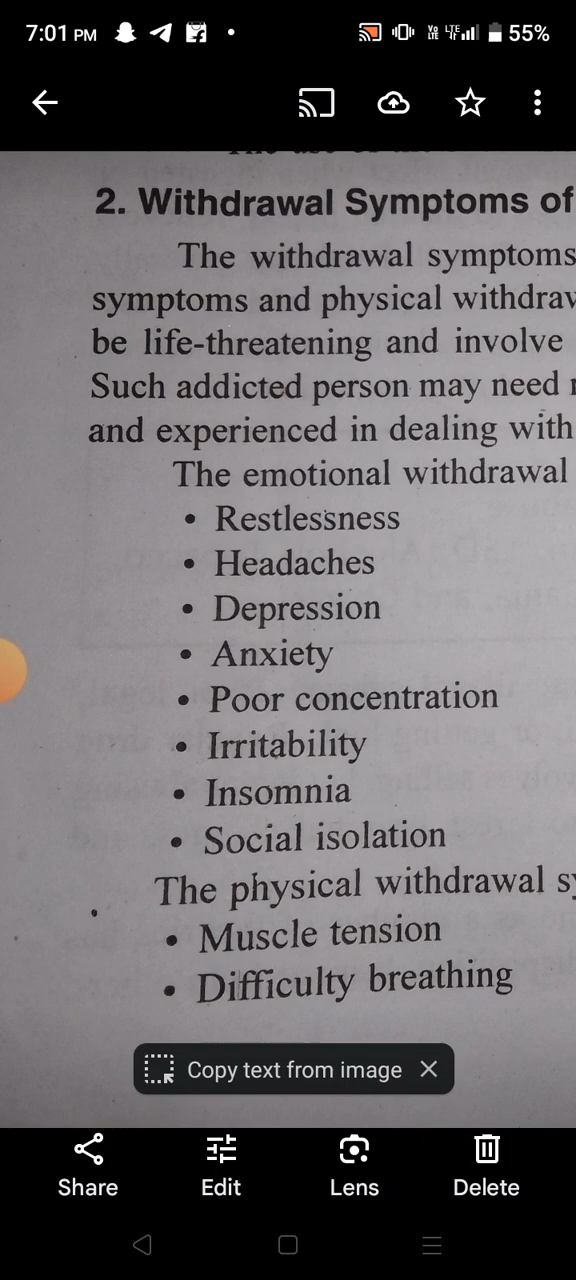 7:01 PM
Vo LTE LTE 55%
2. Withdrawal Symptoms of
The withdrawal symptoms
symptoms and physical
be life-threatening and involve
Such addicted person may need
and experienced in dealing with
The emotional withdrawal
• Restlessness
• Headaches
• Depression
• Anxiety
• Poor concentration
• Irritability
• Insomnia
• Social isolation
The physical withdrawal
• Muscle tension
• Difficulty breathing
Copy text from image
Share Edit Lens Delete